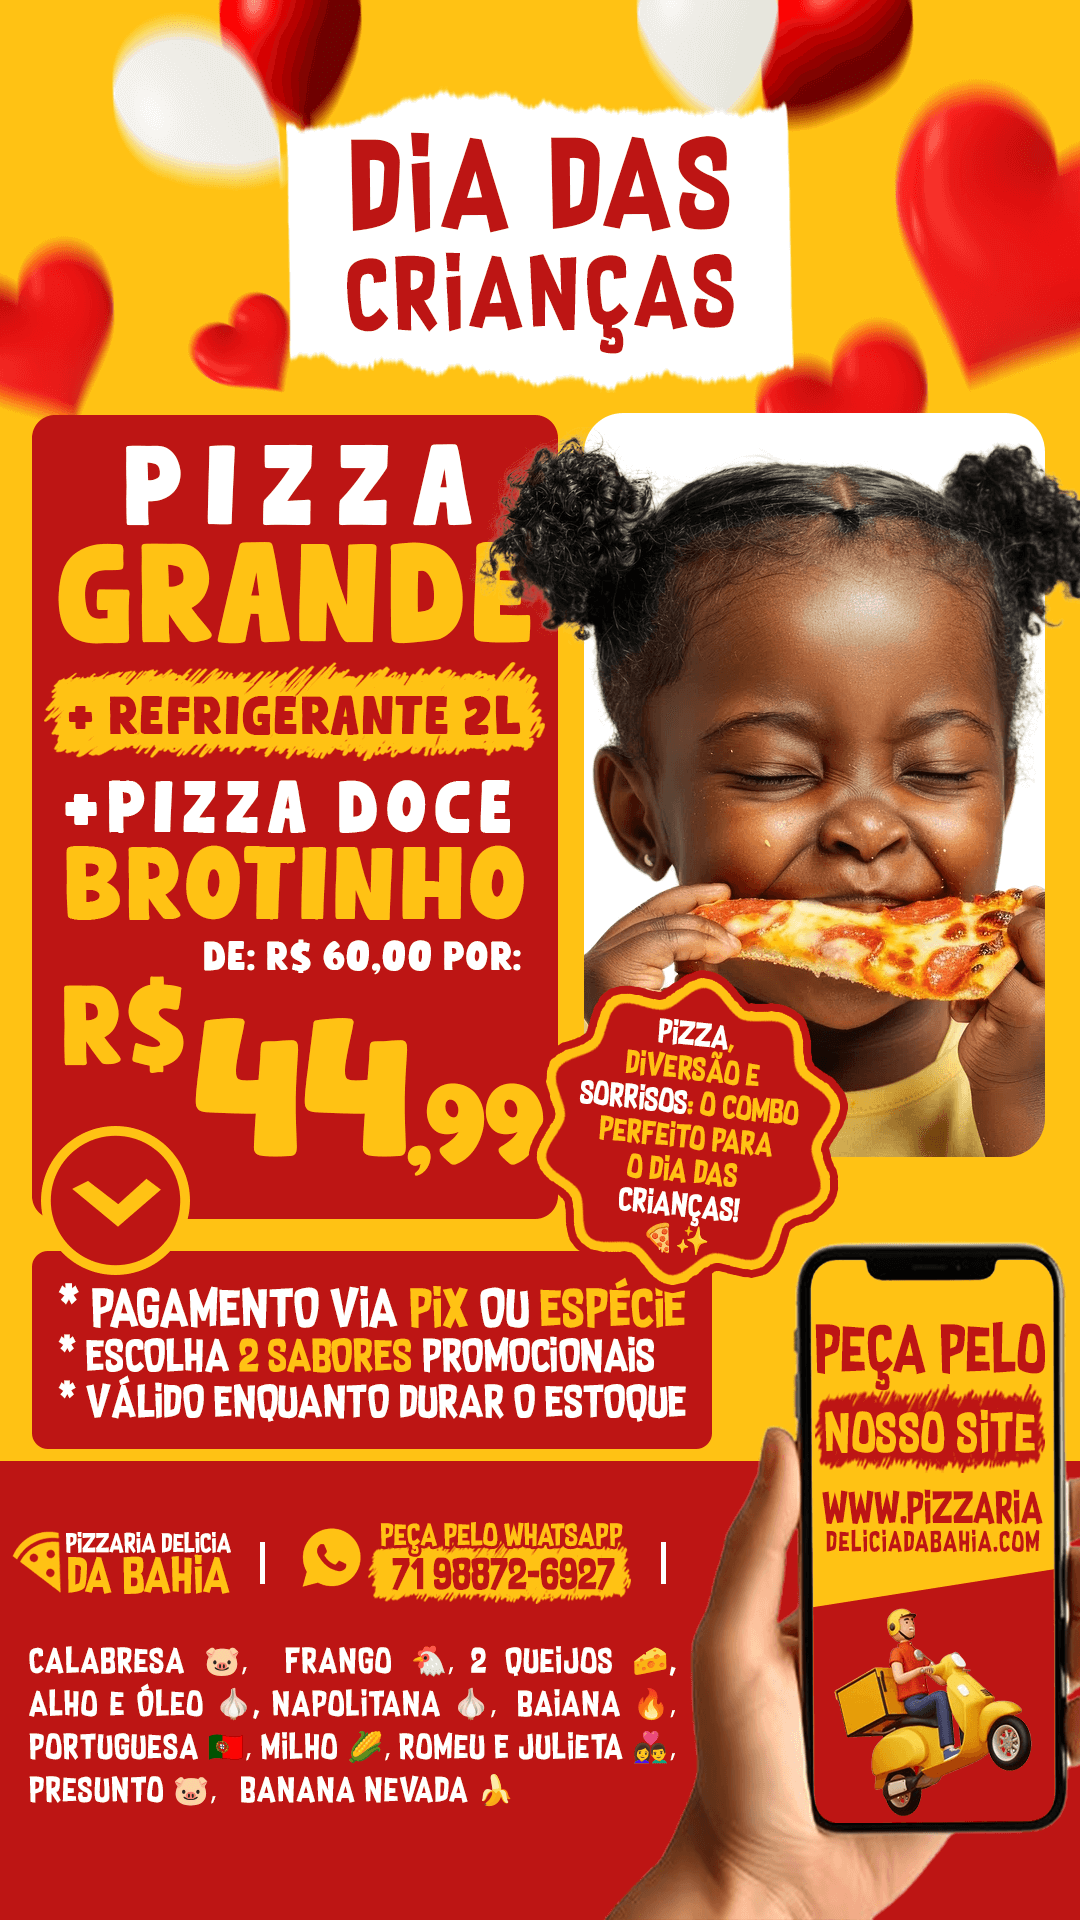 DiA DAS
CRiANÇAS
PIZZA
GRANDE
+ REFRIGERANTE 2L
+PIZZA DOCE
BROTINHO
DE: R$ 60,00 POR:
R$ 44,99
PiZZA,
DiVERSÃO E
SORRiSOS: O COMBO
PERFEiTO PARA
O DiA DAS
CRiANÇAS!
🍕✨
* PAGAMENTO ViA PiX OU ESPÉCiE
* ESCOLHA 2 SABORES PROMOCiONAiS
* VÁLiDO ENQUANTO DURAR O ESTOQUE
PEÇA PELO
NOSSO SiTE
WWW.PiZZARiA
DELiCiADABAHiA.COM
PiZZARiA DELiCiA
DA BAHiA
PEÇA PELO WHATSAPP
71 98872-6927
CALABRESA 🐷, FRANGO 🐔, 2 QUEiJOS 🧀,
ALHO E ÓLEO 🧄, NAPOLiTANA 🧄, BAiANA 🔥,
PORTUGUESA 🇵🇹, MiLHO 🌽, ROMEU E JULiETA 👩‍❤️‍👨,
PRESUNTO 🐷, BANANA NEVADA 🍌